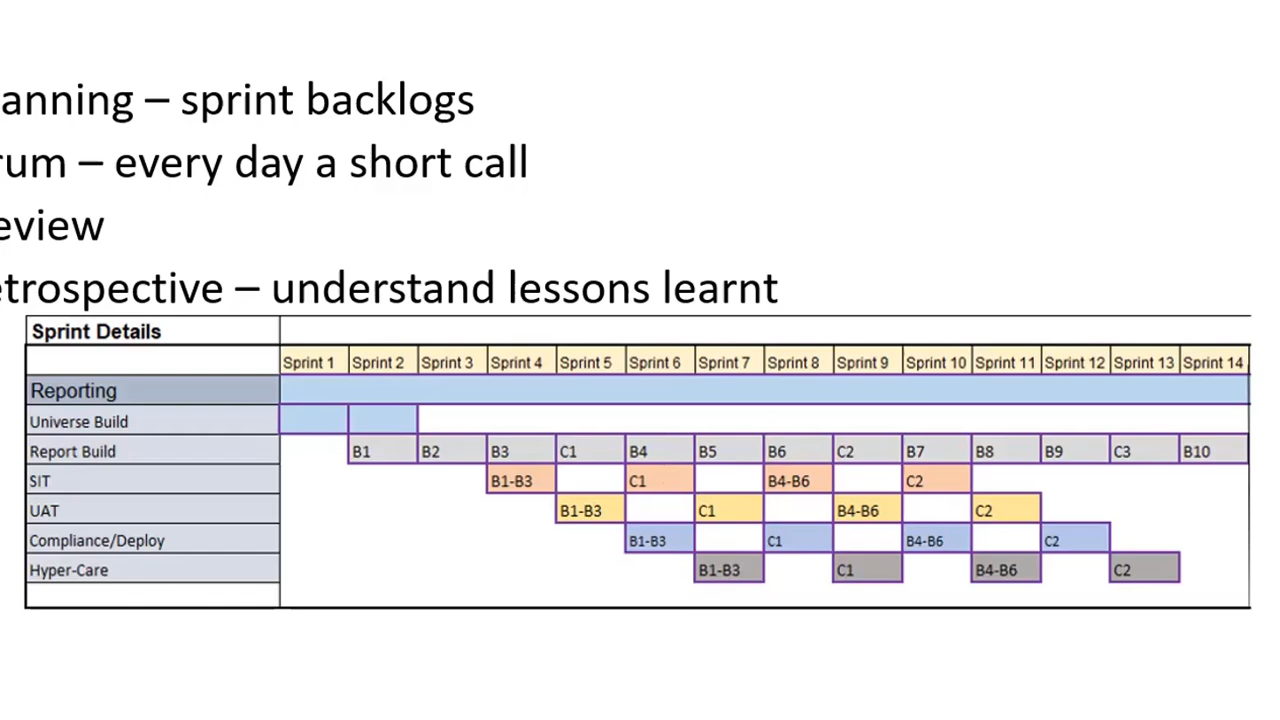 anning – sprint backlogs
rum – every day a short call
eview
etrospective – understand lessons learnt
Sprint Details
Sprint 1 Sprint 2 Sprint 3 Sprint 4 Sprint 5 Sprint 6 Sprint 7 Sprint 8 Sprint 9 Sprint 10 Sprint 11 Sprint 12 Sprint 13 Sprint 14
Reporting
Universe Build
Report Build B1 B2 B3 C1 B4 B5 B6 C2 B7 B8 B9 C3 B10
SIT B1-B3 C1 B4-B6 C2
UAT B1-B3 C1 B4-B6 C2
Compliance/Deploy B1-B3 C1 B4-B6 C2
Hyper-Care B1-B3 C1 B4-B6 C2